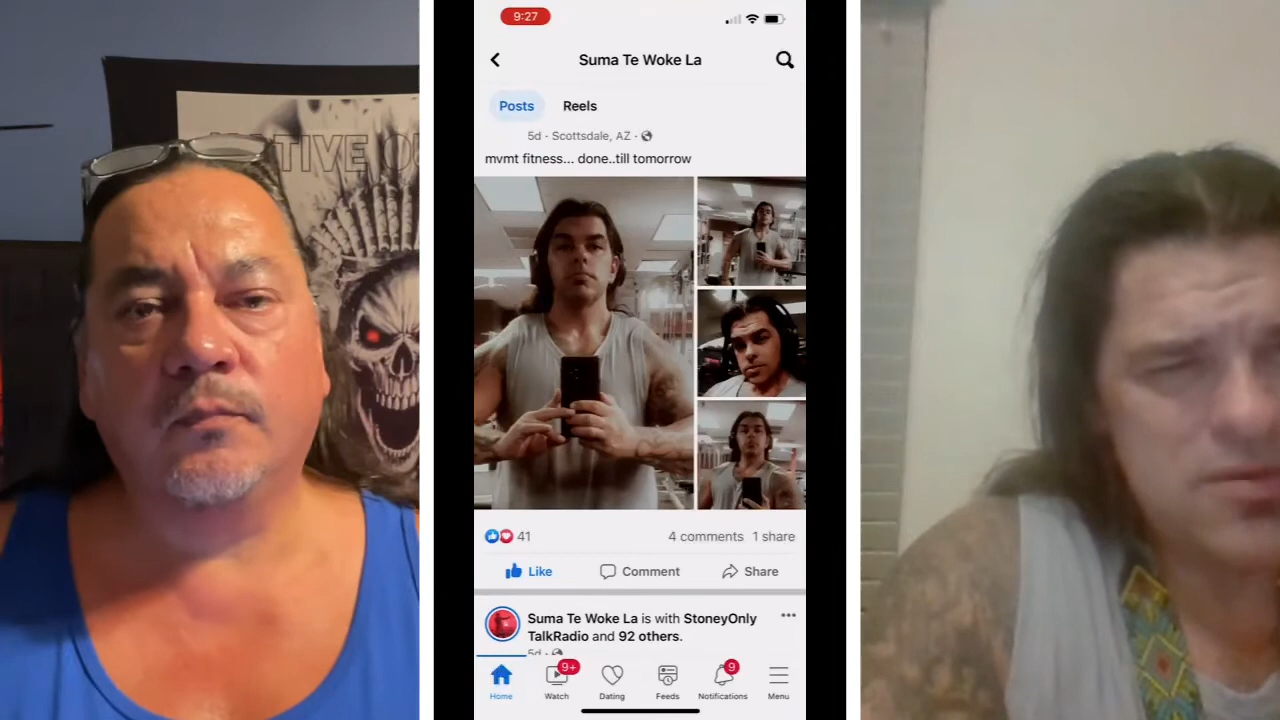 TIVE
9:27
Suma Te Woke La
Posts
Reels
5d · Scottsdale, AZ ·
mvmt fitness... done..till tomorrow
41
4 comments 1 share
Like
Comment
Share
Suma Te Woke La is with StoneyOnly
TalkRadio and 92 others.
5d ·
9+
9
Home
Watch
Dating
Feeds
Notifications
Menu